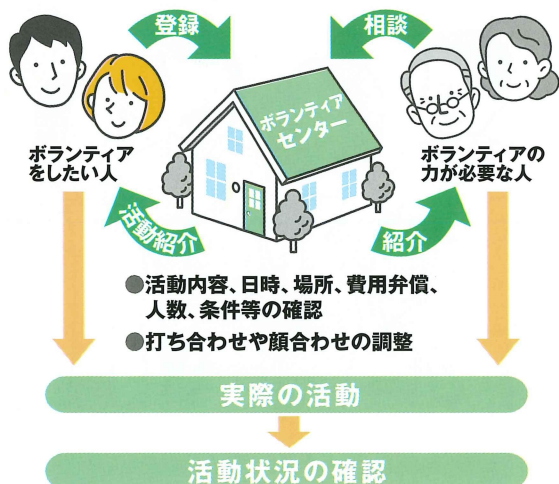 登録
相談
ボランティア
センター
ボランティア
をしたい人
ボランティアの
力が必要な人
活動紹介
紹介
●活動内容、日時、場所、費用弁償、
人数、条件等の確認
●打ち合わせや顔合わせの調整
実際の活動
活動状況の確認